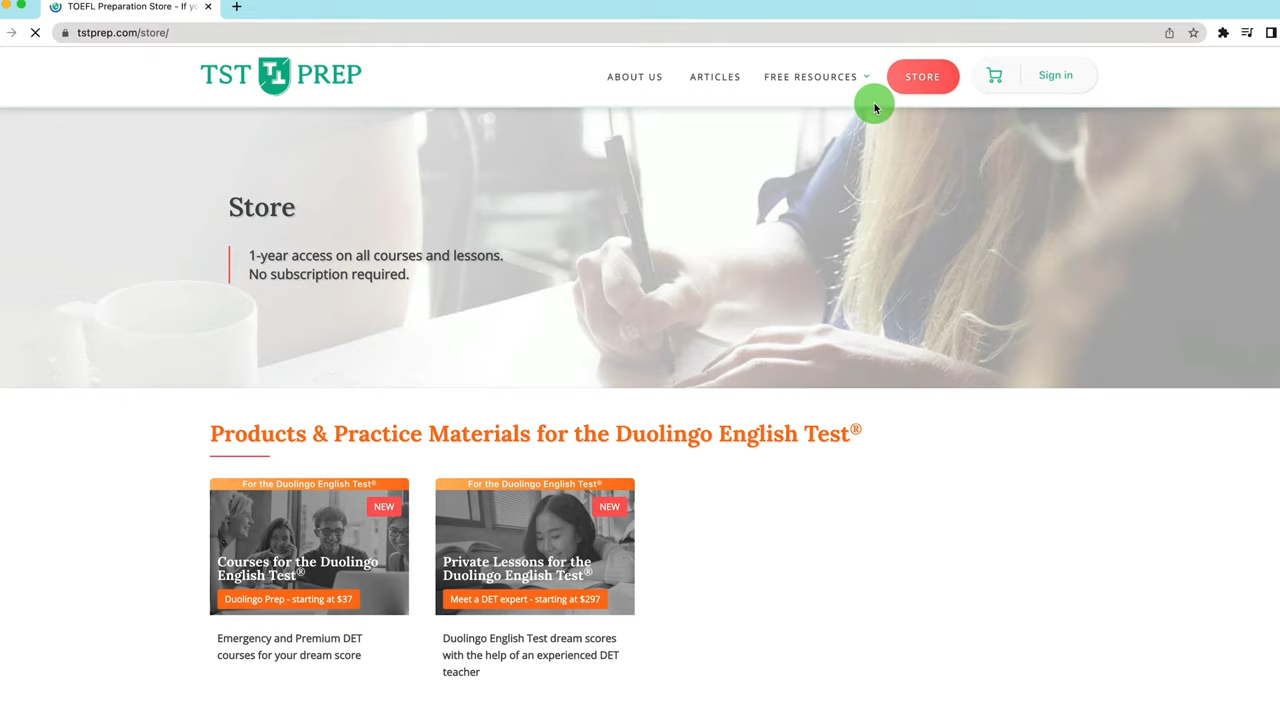 TOEFL Preparation Store - If yo
tstprep.com/store/
TST PREP
ABOUT US
ARTICLES
FREE RESOURCES
STORE
Sign in
Store
1-year access on all courses and lessons.
No subscription required.
Products & Practice Materials for the Duolingo English Test®
For the Duolingo English Test®
NEW
Courses for the Duolingo
English Test®
Duolingo Prep - starting at $37
Emergency and Premium DET
courses for your dream score
For the Duolingo English Test®
NEW
Private Lessons for the
Duolingo English Test®
Meet a DET expert - starting at $297
Duolingo English Test dream scores
with the help of an experienced DET
teacher